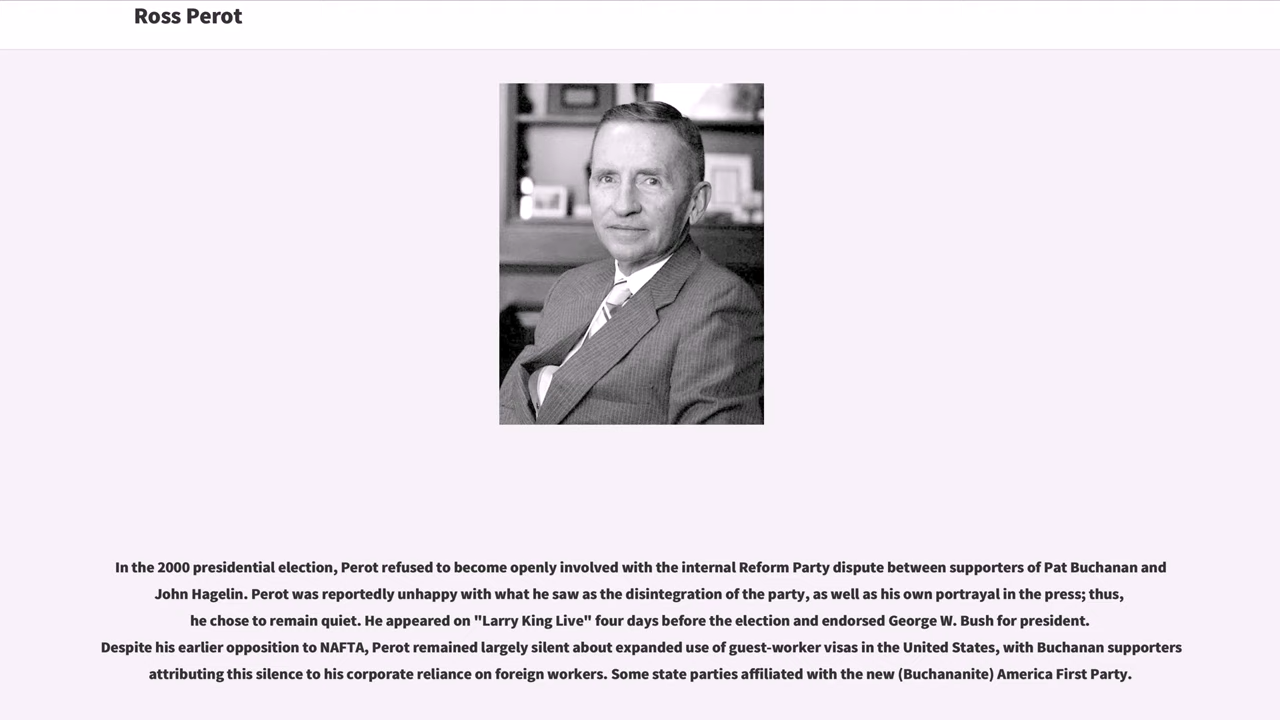 Ross Perot
In the 2000 presidential election, Perot refused to become openly involved with the internal Reform Party dispute between supporters of Pat Buchanan and
John Hagelin. Perot was reportedly unhappy with what he saw as the disintegration of the party, as well as his own portrayal in the press; thus,
he chose to remain quiet. He appeared on "Larry King Live" four days before the election and endorsed George W. Bush for president.
Despite his earlier opposition to NAFTA, Perot remained largely silent about expanded use of guest-worker visas in the United States, with Buchanan supporters
attributing this silence to his corporate reliance on foreign workers. Some state parties affiliated with the new (Buchananite) America First Party.